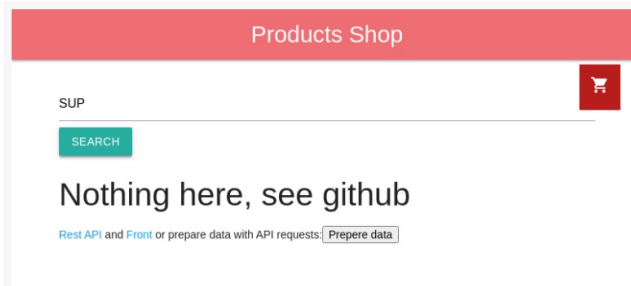 Products Shop
SUP
SEARCH
Nothing here, see github
Rest API and Front or prepare data with API requests: Prepere data